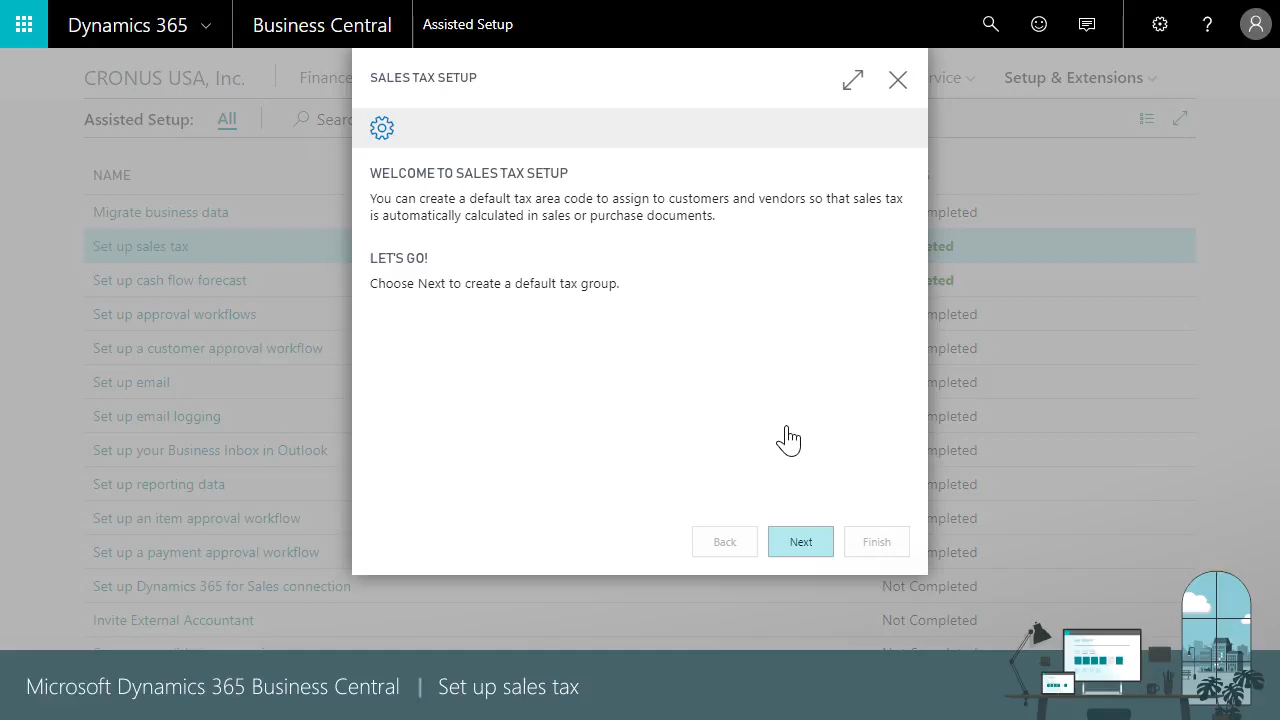 Dynamics 365 Business Central Assisted Setup
CRONUS USA, Inc. Finance Setup & Extensions
Assisted Setup: All
SALES TAX SETUP
WELCOME TO SALES TAX SETUP
You can create a default tax area code to assign to customers and vendors so that sales tax
is automatically calculated in sales or purchase documents.
LET'S GO!
Choose Next to create a default tax group.
Back Next Finish
NAME
Migrate business data
Set up sales tax
Set up cash flow forecast
Set up approval workflows
Set up a customer approval workflow
Set up email
Set up email logging
Set up your Business Inbox in Outlook
Set up reporting data
Set up an item approval workflow
Set up a payment approval workflow
Set up Dynamics 365 for Sales connection Not Completed
Invite External Accountant Not Completed
Microsoft Dynamics 365 Business Central | Set up sales tax